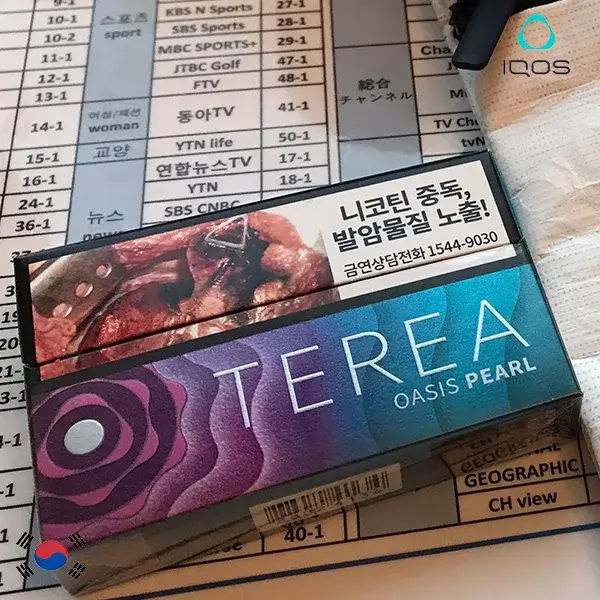 9-1
10-1
10-2
11-1
12-1
13-1
14-1
15-1
16-1
24-1
36-1
스포츠
sport
여성/패션
woman
교양
뉴스
KBS N Sports
SBS Sports
MBC SPORTS+
JTBC Golf
FTV
동아TV
YTN life
연합뉴스TV
YTN
SBS CNBC
27-1
28-1
29-1
47-1
48-1
41-1
50-1
17-1
18-1
総合
チャンネル
IQOS
니코틴 중독,
발암물질 노출!
금연상담전화 1544-9030
TEREA
OASIS PEARL
GEOGRAPHIC
CH view
40-1